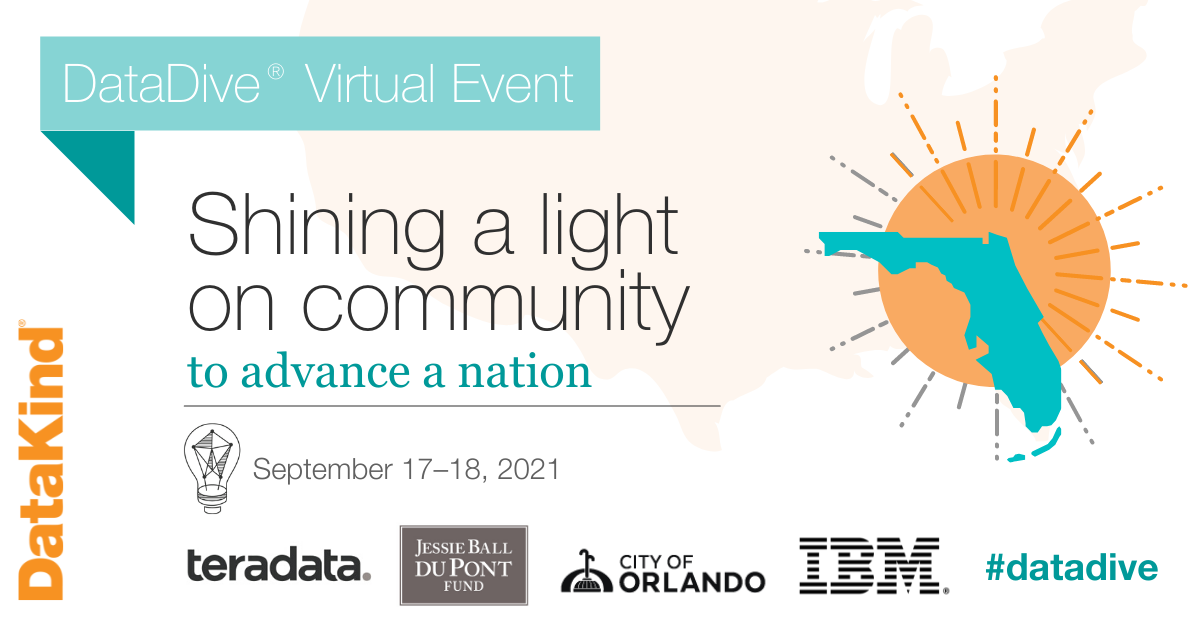 DataDive® Virtual Event
Shining a light
on community
to advance a nation
September 17–18, 2021
DataKind®
teradata.
JESSIE BALL
DU PONT
FUND
CITY OF
ORLANDO
IBM®
#datadive